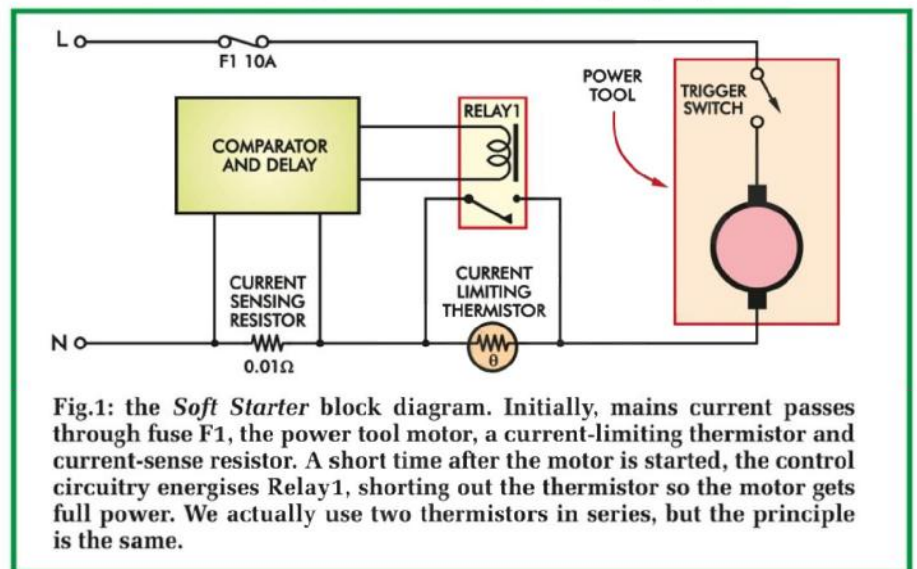 L
F1 10A
POWER
TOOL
TRIGGER
SWITCH
RELAY1
COMPARATOR
AND DELAY
CURRENT
SENSING
RESISTOR
CURRENT
LIMITING
THERMISTOR
N
0.01Ω
θ
Fig.1: the Soft Starter block diagram. Initially, mains current passes
through fuse F1, the power tool motor, a current-limiting thermistor and
current-sense resistor. A short time after the motor is started, the control
circuitry energises Relay1, shorting out the thermistor so the motor gets
full power. We actually use two thermistors in series, but the principle
is the same.